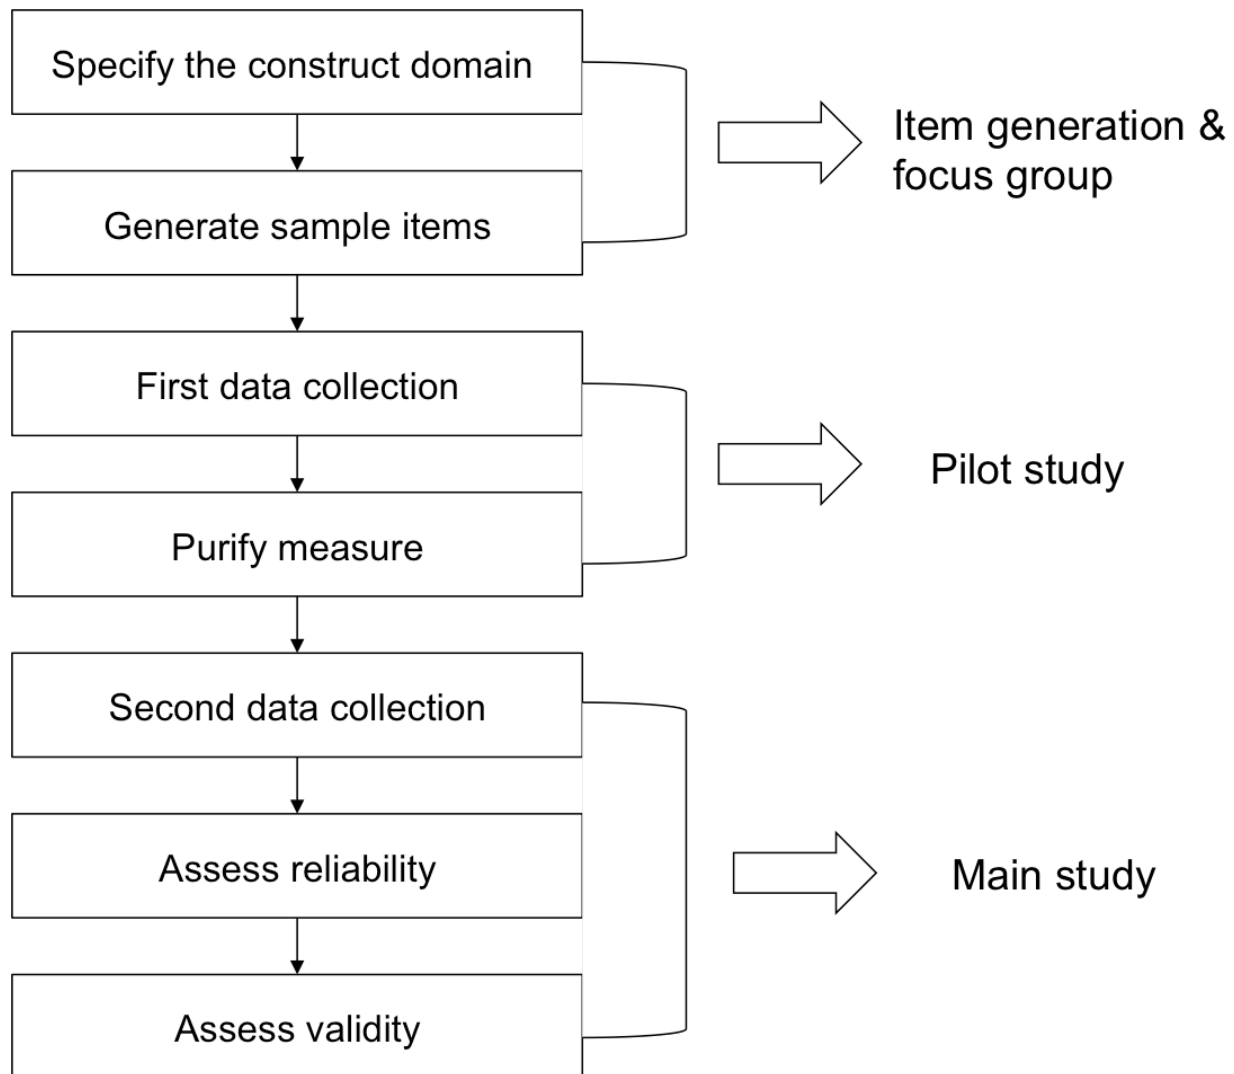 Specify the construct domain
Generate sample items
Item generation &
focus group
First data collection
Purify measure
Pilot study
Second data collection
Assess reliability
Assess validity
Main study